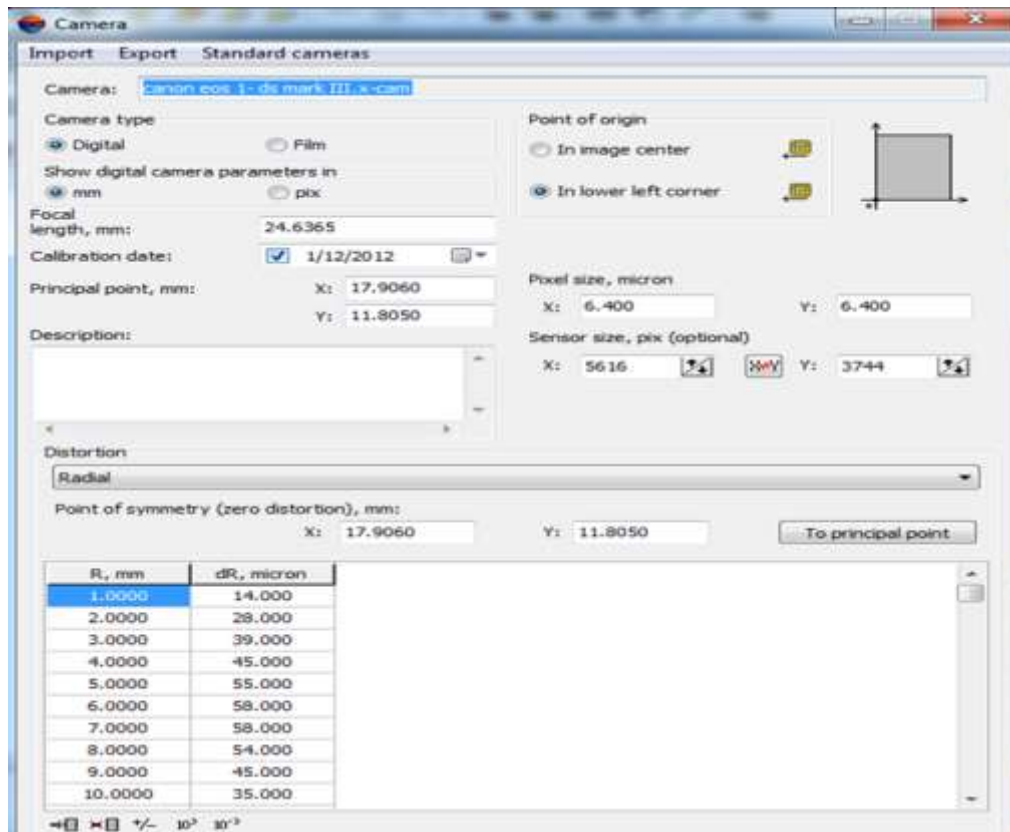 Camera
Import Export Standard cameras
Camera: canon eos 1- ds mark III.x-cam
Camera type
Digital Film
Show digital camera parameters in
mm pix
Point of origin
In image center
In lower left corner
Focal
length, mm: 24.6365
Calibration date: 1/12/2012
Principal point, mm: X: 17.9060
Y: 11.8050
Pixel size, micron
X: 6.400 Y: 6.400
Description:
Sensor size, pix (optional)
X: 5616 Y: 3744
Distortion
Radial
Point of symmetry (zero distortion), mm:
X: 17.9060 Y: 11.8050 To principal point
R, mm dR, micron
1.0000 14.000
2.0000 28.000
3.0000 39.000
4.0000 45.000
5.0000 55.000
6.0000 58.000
7.0000 58.000
8.0000 54.000
9.0000 45.000
10.0000 35.000
+/- 10³ 10⁻³